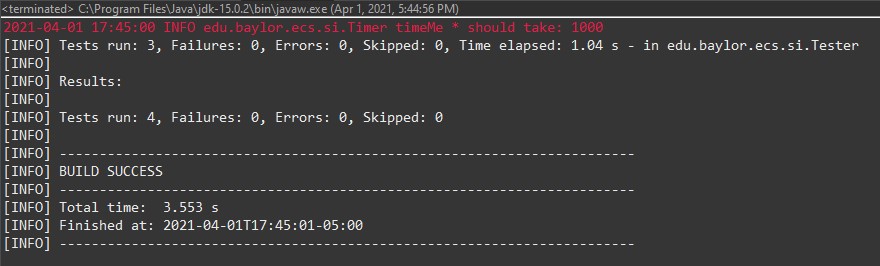 <terminated> C:\Program Files\Java\jdk-15.0.2\bin\javaw.exe (Apr 1, 2021, 5:44:56 PM)
2021-04-01 17:45:00 INFO edu.baylor.ecs.si.Timer timeMe * should take: 1000
[INFO] Tests run: 3, Failures: 0, Errors: 0, Skipped: 0, Time elapsed: 1.04 s - in edu.baylor.ecs.si.Tester
[INFO]
[INFO] Results:
[INFO]
[INFO] Tests run: 4, Failures: 0, Errors: 0, Skipped: 0
[INFO]
[INFO] ------------------------------------------------------------------------
[INFO] BUILD SUCCESS
[INFO] ------------------------------------------------------------------------
[INFO] Total time:  3.553 s
[INFO] Finished at: 2021-04-01T17:45:01-05:00
[INFO] ------------------------------------------------------------------------